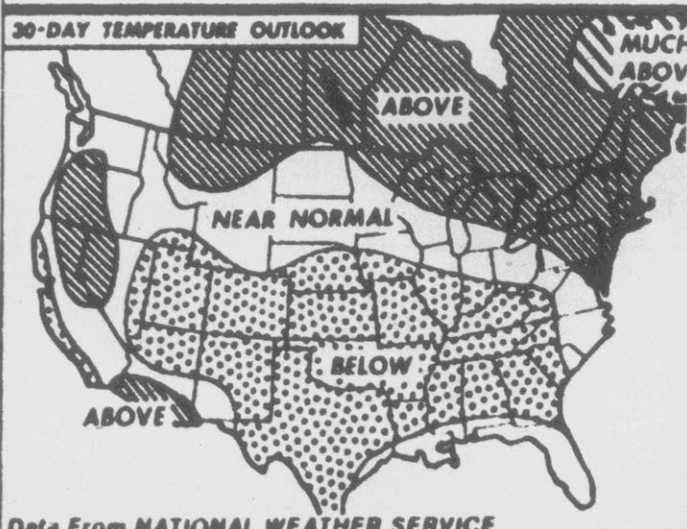 30-DAY TEMPERATURE OUTLOOK
MUCH
ABOVE
ABOVE
NEAR NORMAL
BELOW
ABOVE
Data From NATIONAL WEATHER SERVICE